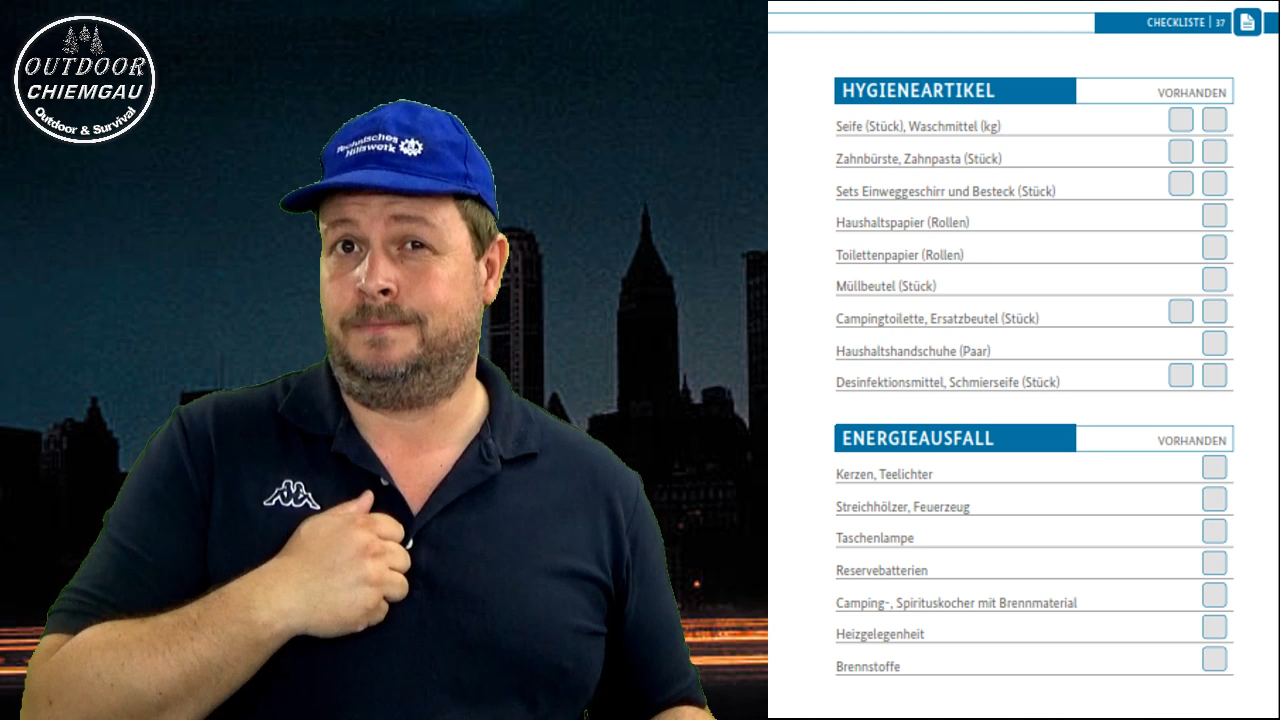 OUTDOOR
CHIEMGAU
Outdoor & Survival
Technisches
Hilfswerk
CHECKLISTE | 37
HYGIENEARTIKEL VORHANDEN
Seife (Stück), Waschmittel (kg)
Zahnbürste, Zahnpasta (Stück)
Sets Einweggeschirr und Besteck (Stück)
Haushaltspapier (Rollen)
Toilettenpapier (Rollen)
Müllbeutel (Stück)
Campingtoilette, Ersatzbeutel (Stück)
Haushaltshandschuhe (Paar)
Desinfektionsmittel, Schmierseife (Stück)
ENERGIEAUSFALL VORHANDEN
Kerzen, Teelichter
Streichhölzer, Feuerzeug
Taschenlampe
Reservebatterien
Camping-, Spirituskocher mit Brennmaterial
Heizgelegenheit
Brennstoffe